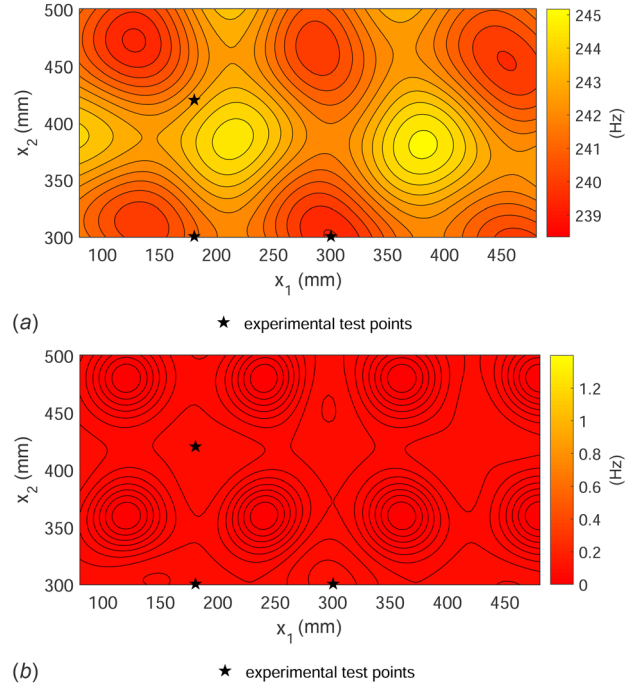 500
450
400
350
300
x2 (mm)
100 150 200 250 300 350 400 450
x1 (mm)
245
244
243
242
241
240
239
(Hz)
(a) ★ experimental test points
500
450
400
350
300
x2 (mm)
100 150 200 250 300 350 400 450
x1 (mm)
1.2
1
0.8
0.6
0.4
0.2
0
(Hz)
(b) ★ experimental test points